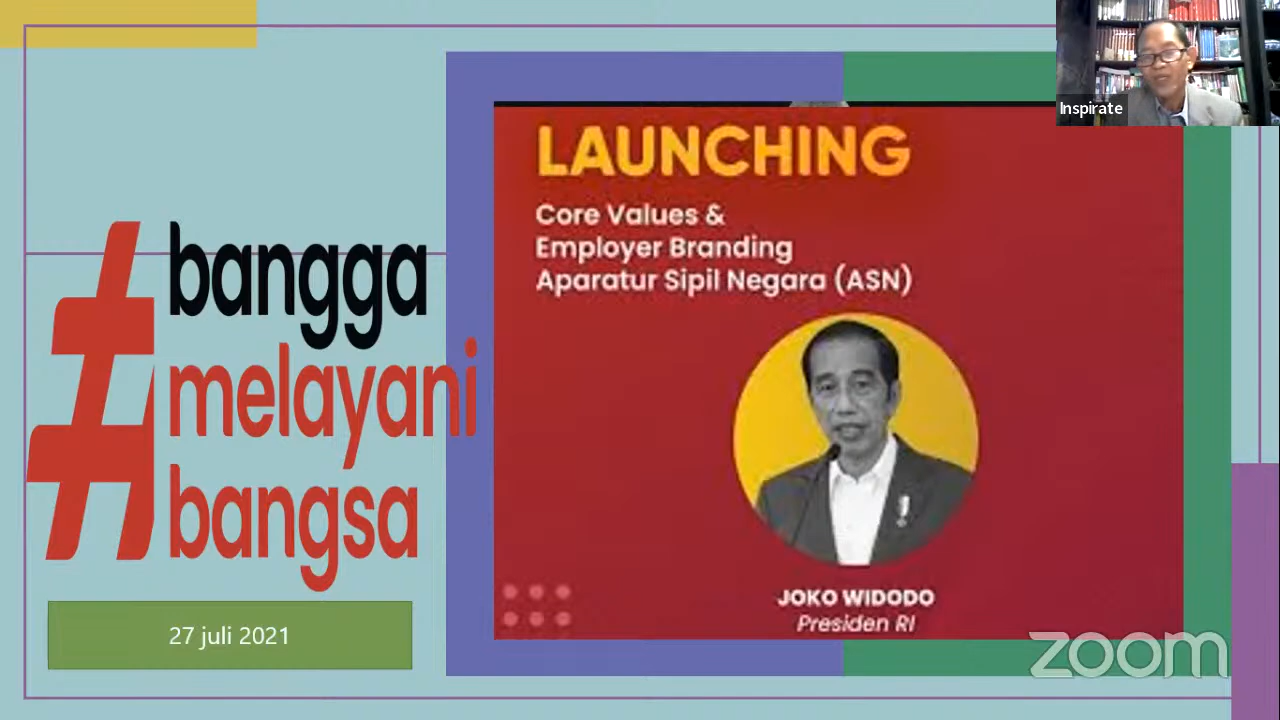 #bangga
melayani
bangsa
27 juli 2021
LAUNCHING
Core Values &
Employer Branding
Aparatur Sipil Negara (ASN)
JOKO WIDODO
Presiden RI
Inspirate
zoom